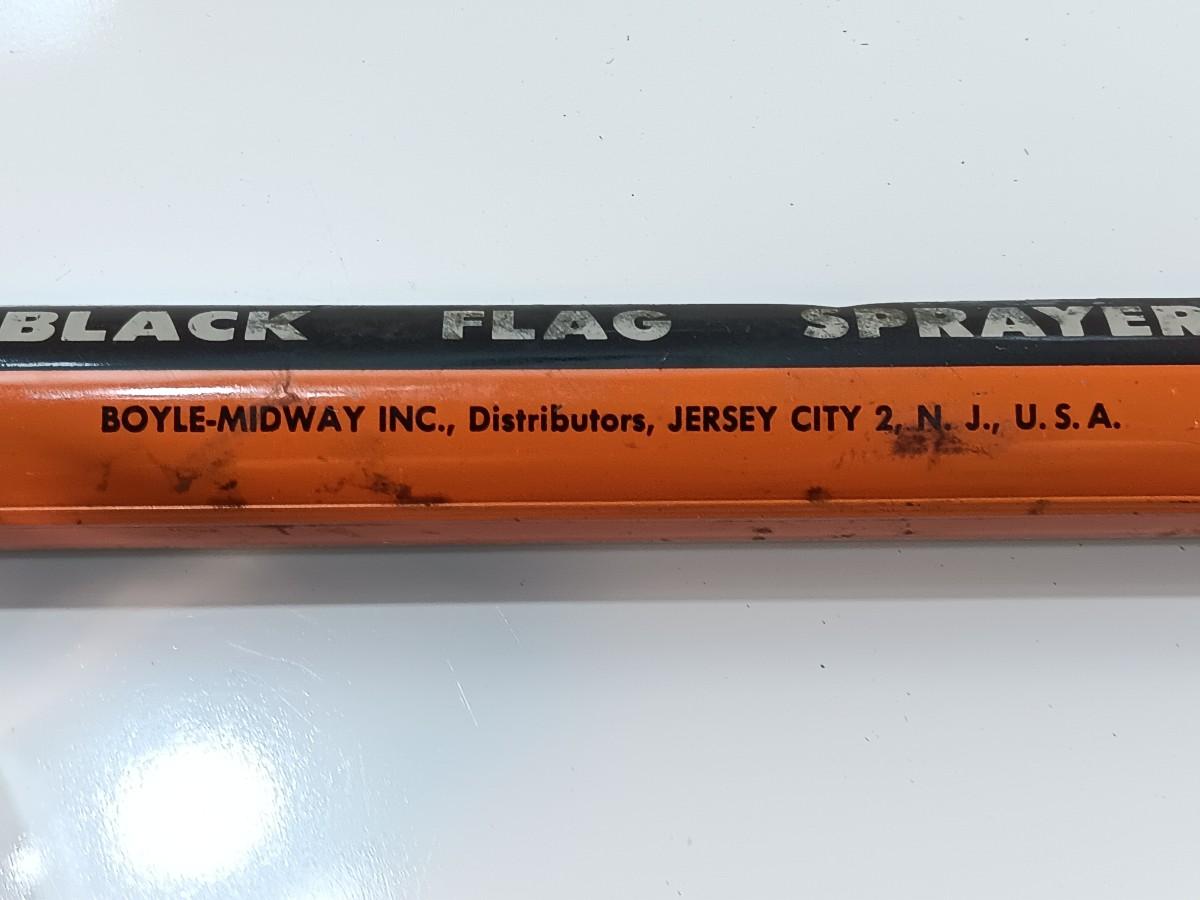 BLACK FLAG SPRAYER
BOYLE-MIDWAY INC., Distributors, JERSEY CITY 2, N. J., U. S. A.